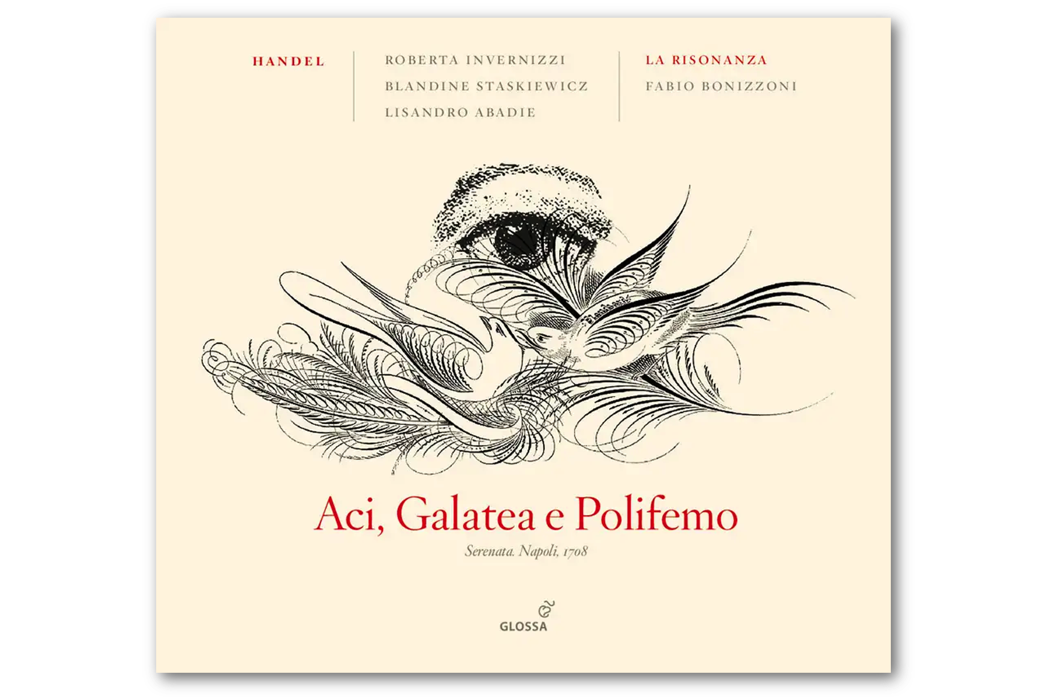 HANDEL
ROBERTA INVERNIZZI
BLANDINE STASKIEWICZ
LISANDRO ABADIE
LA RISONANZA
FABIO BONIZZONI
Aci, Galatea e Polifemo
Serenata. Napoli, 1708
GLOSSA